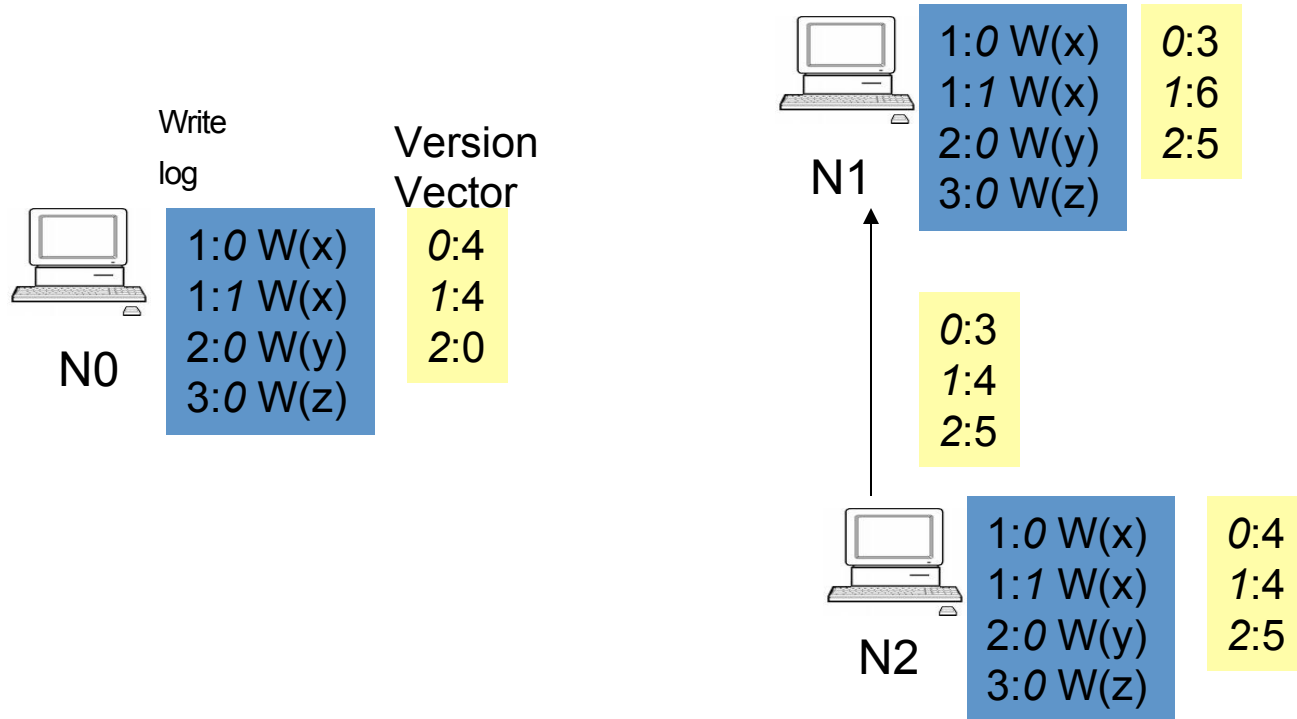 Write
log
Version
Vector
N0
1:0 W(x)
1:1 W(x)
2:0 W(y)
3:0 W(z)
0:4
1:4
2:0
N1
1:0 W(x)
1:1 W(x)
2:0 W(y)
3:0 W(z)
0:3
1:6
2:5
0:3
1:4
2:5
N2
1:0 W(x)
1:1 W(x)
2:0 W(y)
3:0 W(z)
0:4
1:4
2:5